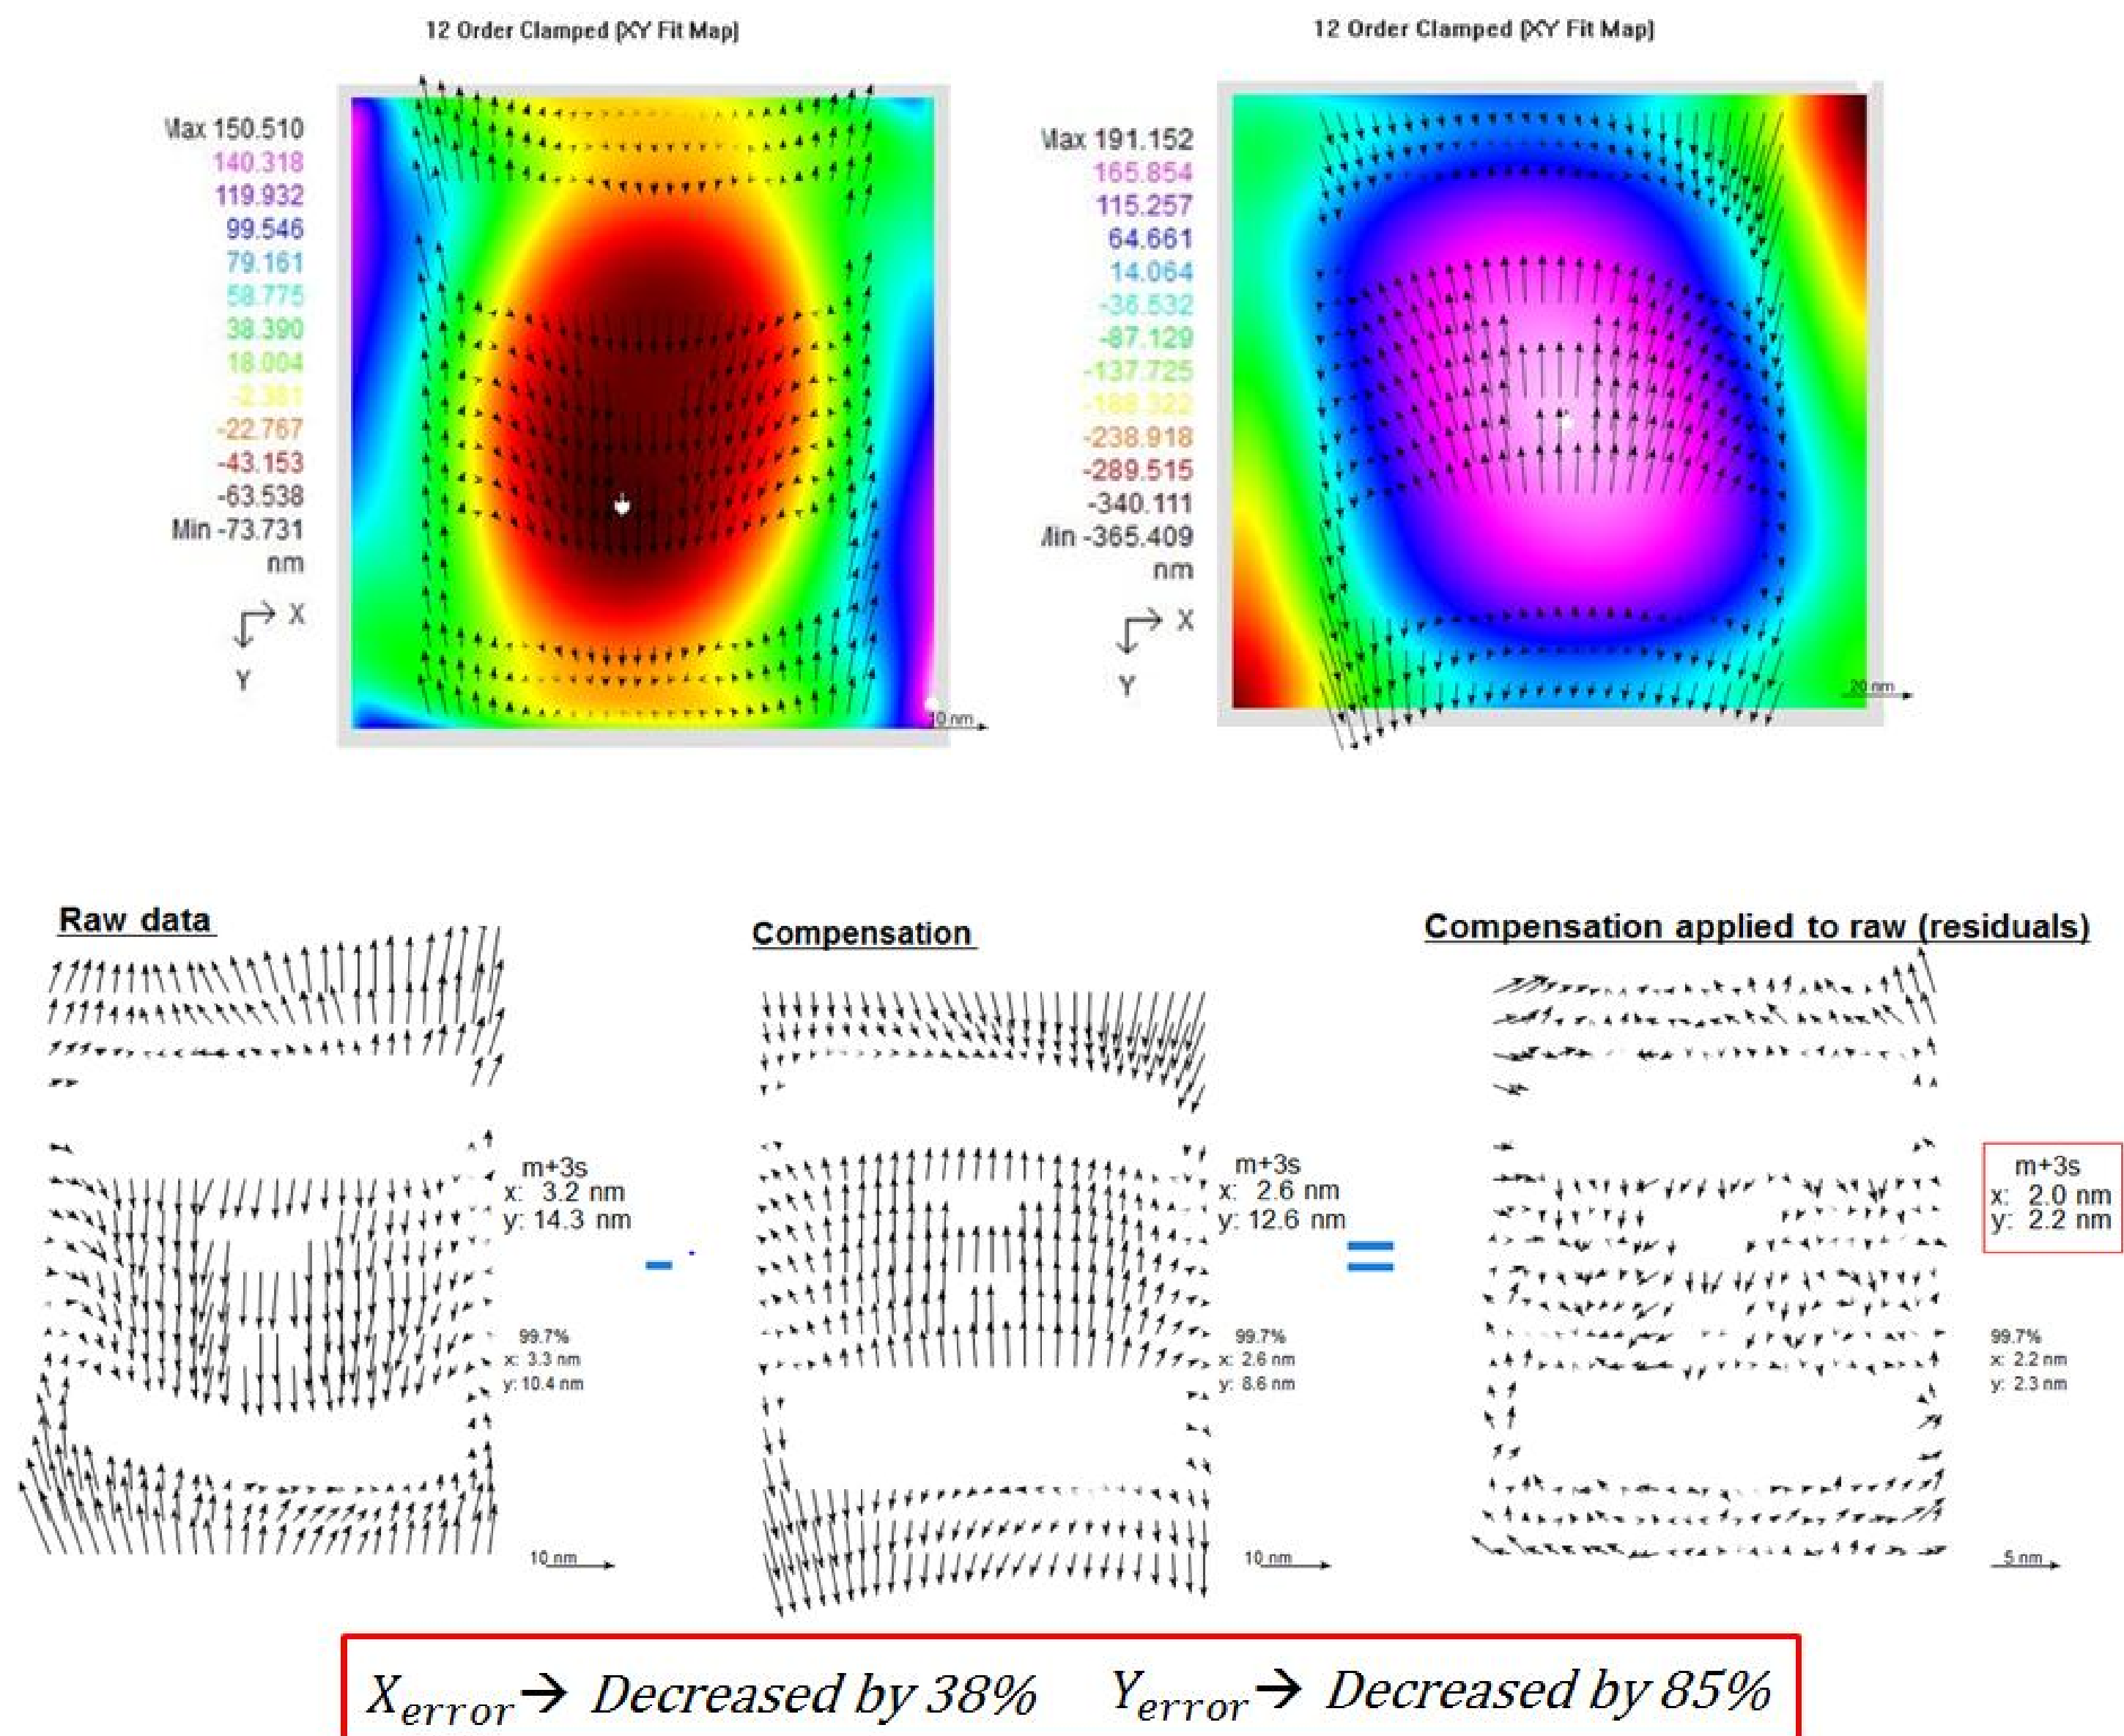 12 Order Clamped [XY Fit Map]
Max 150.510
140.318
119.932
99.546
79.161
58.775
38.390
18.004
-2.381
-22.767
-43.153
-63.538
Min -73.731
nm
X
Y
10 nm
12 Order Clamped [XY Fit Map]
Max 191.152
165.854
115.257
64.661
14.064
-36.532
-87.129
-137.725
-188.322
-238.918
-289.515
-340.111
Min -365.409
nm
X
Y
20 nm
Raw data
m+3s
x: 3.2 nm
y: 14.3 nm
99.7%
x: 3.3 nm
y: 10.4 nm
10 nm
-
Compensation
m+3s
x: 2.6 nm
y: 12.6 nm
99.7%
x: 2.6 nm
y: 8.6 nm
10 nm
=
Compensation applied to raw (residuals)
m+3s
x: 2.0 nm
y: 2.2 nm
99.7%
x: 2.2 nm
y: 2.3 nm
5 nm
Xerror→ Decreased by 38% Yerror→ Decreased by 85%